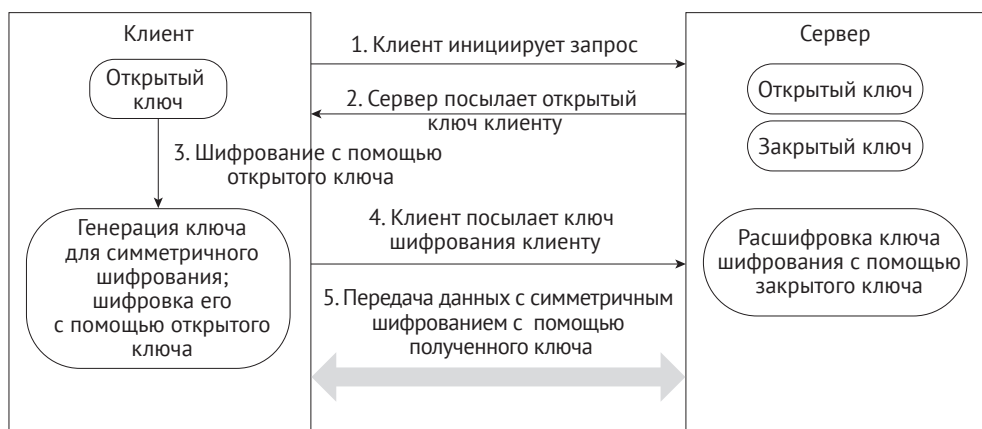 Клиент
Открытый
ключ
1. Клиент инициирует запрос
2. Сервер посылает открытый
ключ клиенту
3. Шифрование с помощью
открытого ключа
Генерация ключа
для симметричного
шифрования;
шифровка его
с помощью открытого
ключа
4. Клиент посылает ключ
шифрования клиенту
5. Передача данных с симметричным
шифрованием с помощью
полученного ключа
Сервер
Открытый ключ
Закрытый ключ
Расшифровка ключа
шифрования с помощью
закрытого ключа